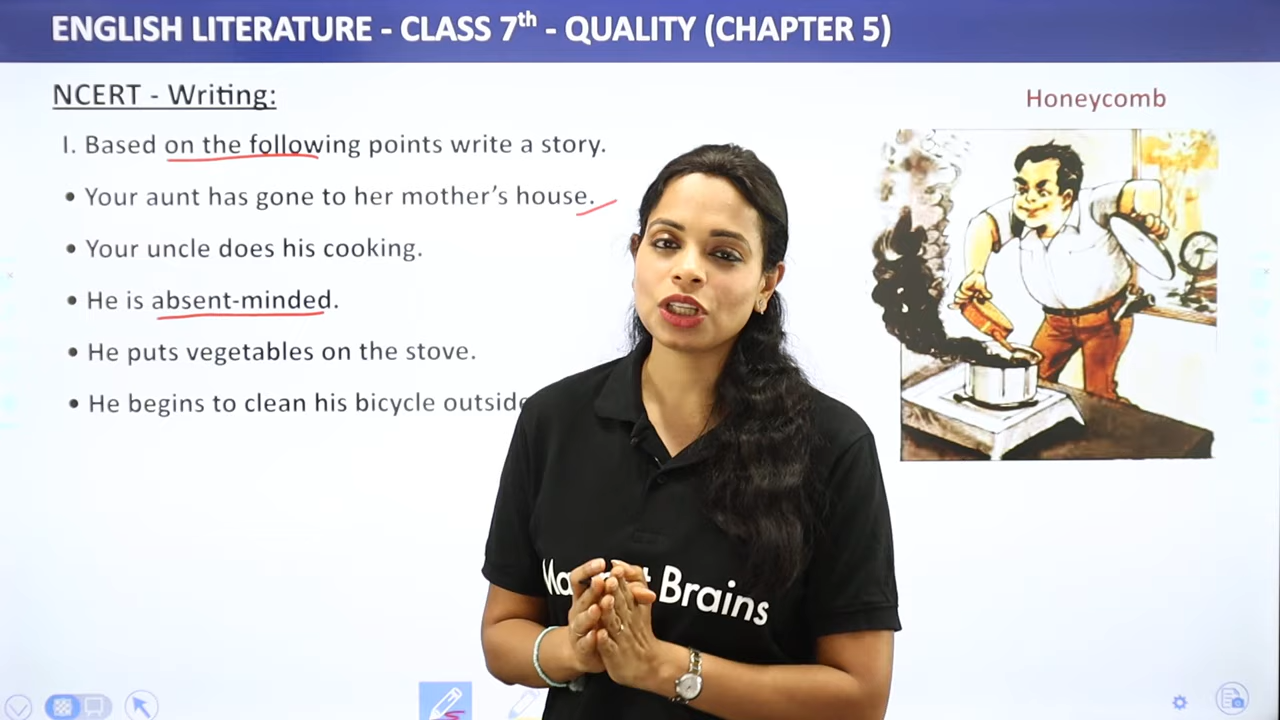 ENGLISH LITERATURE - CLASS 7th - QUALITY (CHAPTER 5)
NCERT - Writing:
Honeycomb
I. Based on the following points write a story.
• Your aunt has gone to her mother's house.
• Your uncle does his cooking.
• He is absent-minded.
• He puts vegetables on the stove.
• He begins to clean his bicycle
Brains